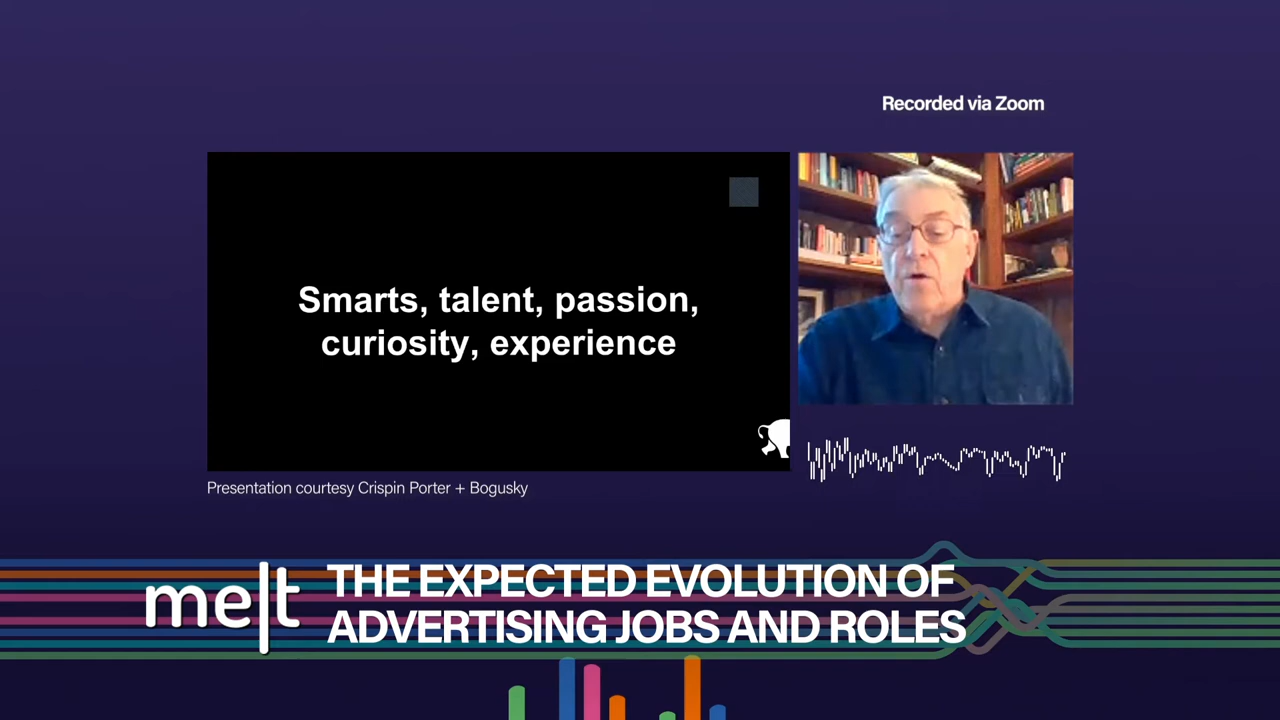 Recorded via Zoom
Smarts, talent, passion,
curiosity, experience
Presentation courtesy Crispin Porter + Bogusky
melt
THE EXPECTED EVOLUTION OF
ADVERTISING JOBS AND ROLES